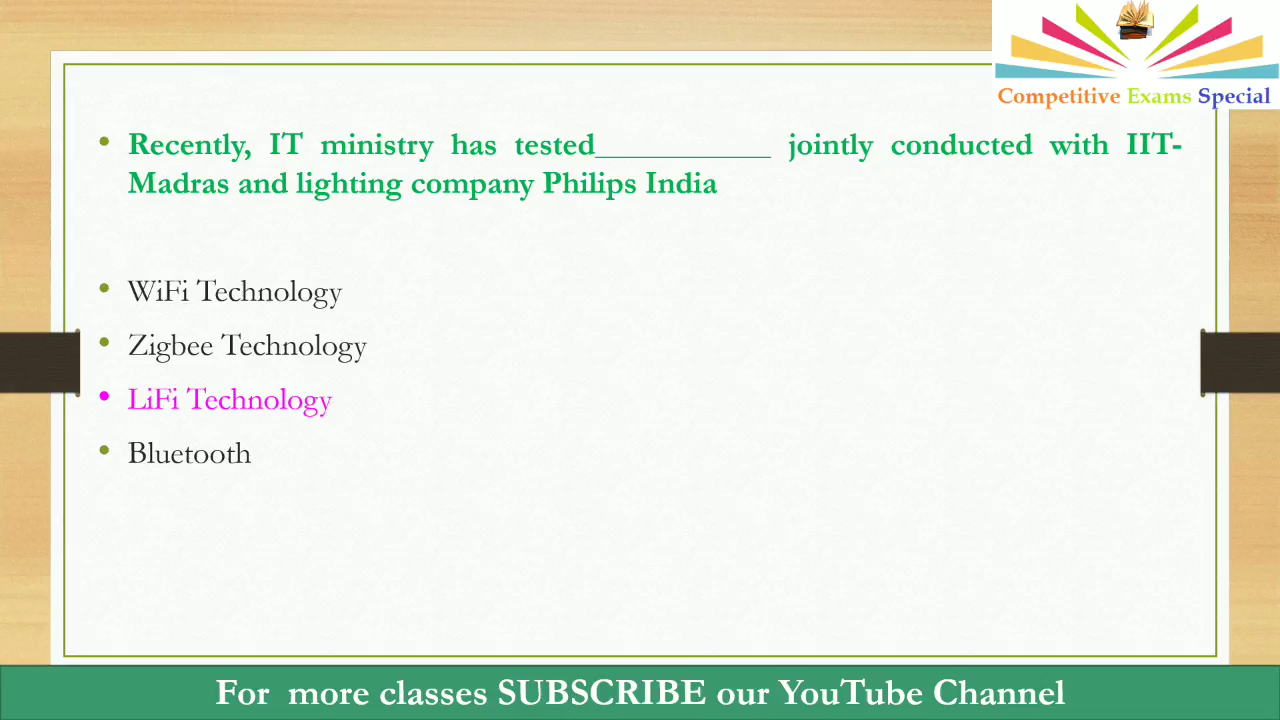 Competitive Exams Special
• Recently, IT ministry has tested____________ jointly conducted with IIT-
Madras and lighting company Philips India
• WiFi Technology
• Zigbee Technology
• LiFi Technology
• Bluetooth
For more classes SUBSCRIBE our YouTube Channel